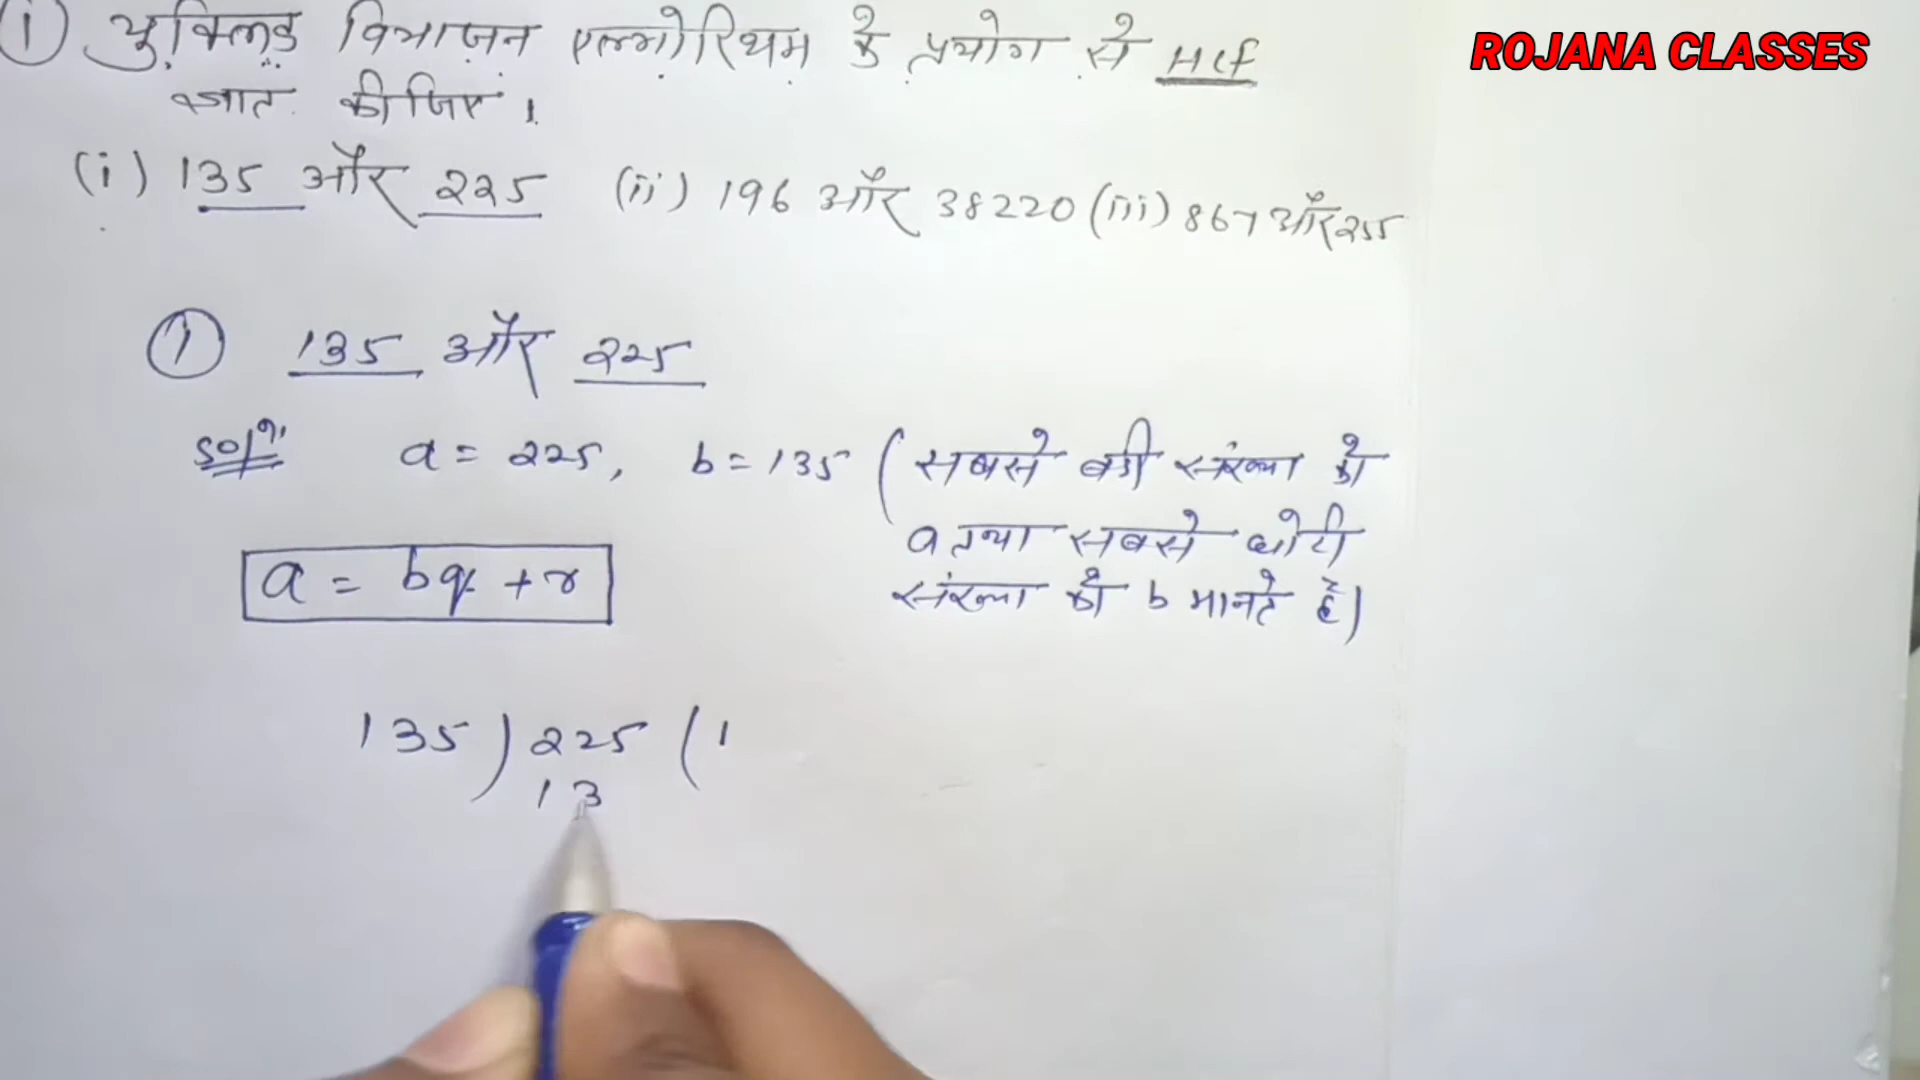 ① युक्लिड विभाजन एल्गोरिथम के प्रयोग से HCF
ज्ञात कीजिए।
(i) 135 और 225 (ii) 196 और 38220 (iii) 867 और 255
ROJANA CLASSES
① 135 और 225
Solⁿ: a = 225, b = 135 (सबसे बड़ी संख्या को
a तथा सबसे छोटी
संख्या को b मानते है)
a = bq + r
135 ) 225 ( 1
13